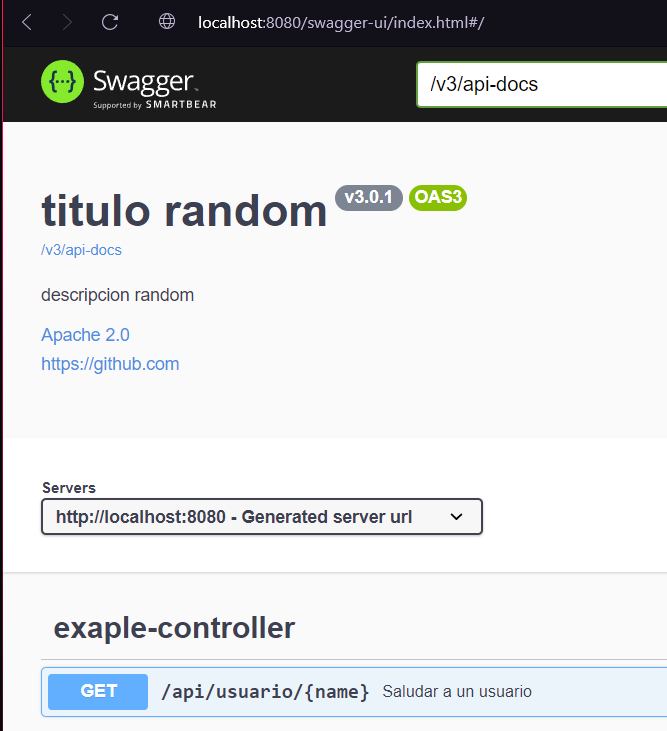 localhost:8080/swagger-ui/index.html#/
Swagger
Supported by SMARTBEAR
/v3/api-docs
titulo random v3.0.1 OAS3
/v3/api-docs
descripcion random
Apache 2.0
https://github.com
Servers
http://localhost:8080 - Generated server url
exaple-controller
GET /api/usuario/{name} Saludar a un usuario